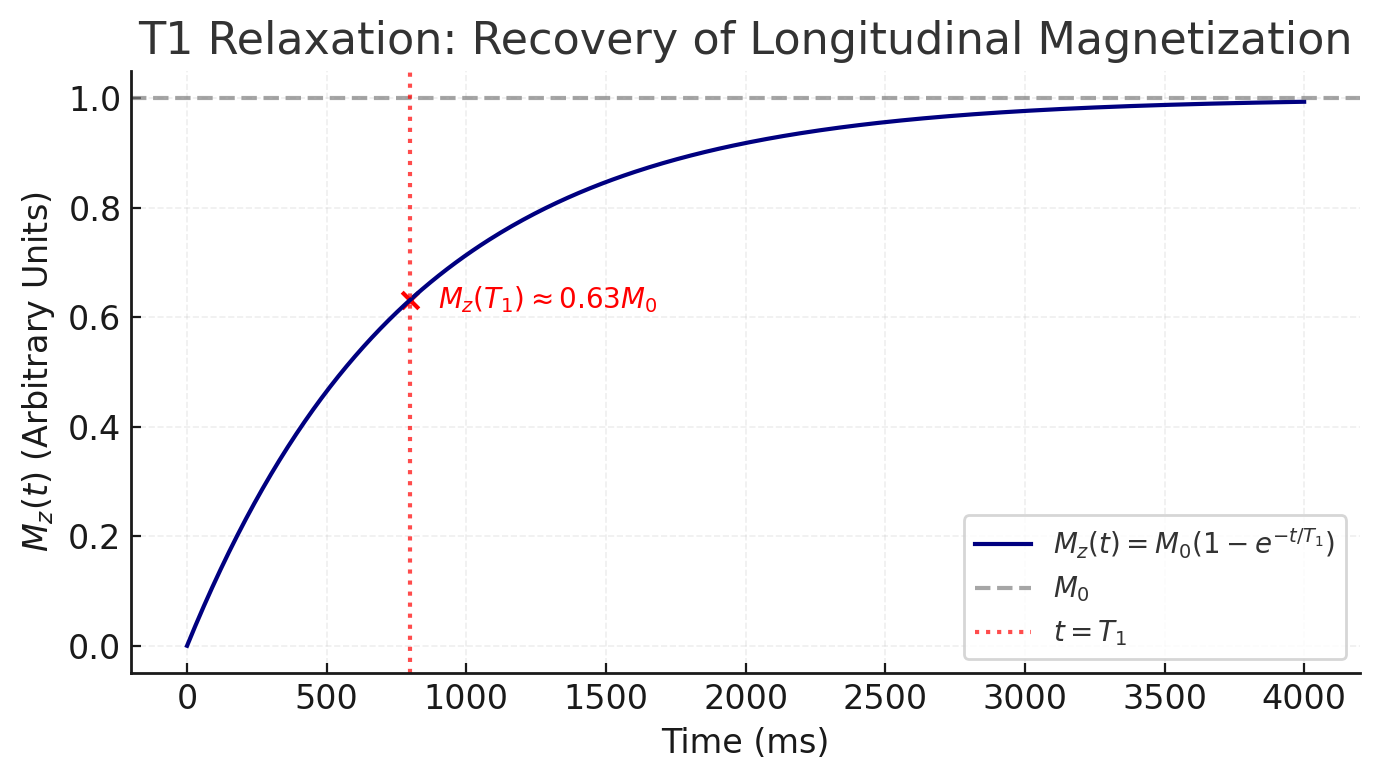 T1 Relaxation: Recovery of Longitudinal Magnetization
M_z(t) (Arbitrary Units)
1.0
0.8
0.6
0.4
0.2
0.0
M_z(T_1) ≈ 0.63M_0
M_z(t) = M_0(1 − e^{−t/T_1})
M_0
t = T_1
0 500 1000 1500 2000 2500 3000 3500 4000
Time (ms)